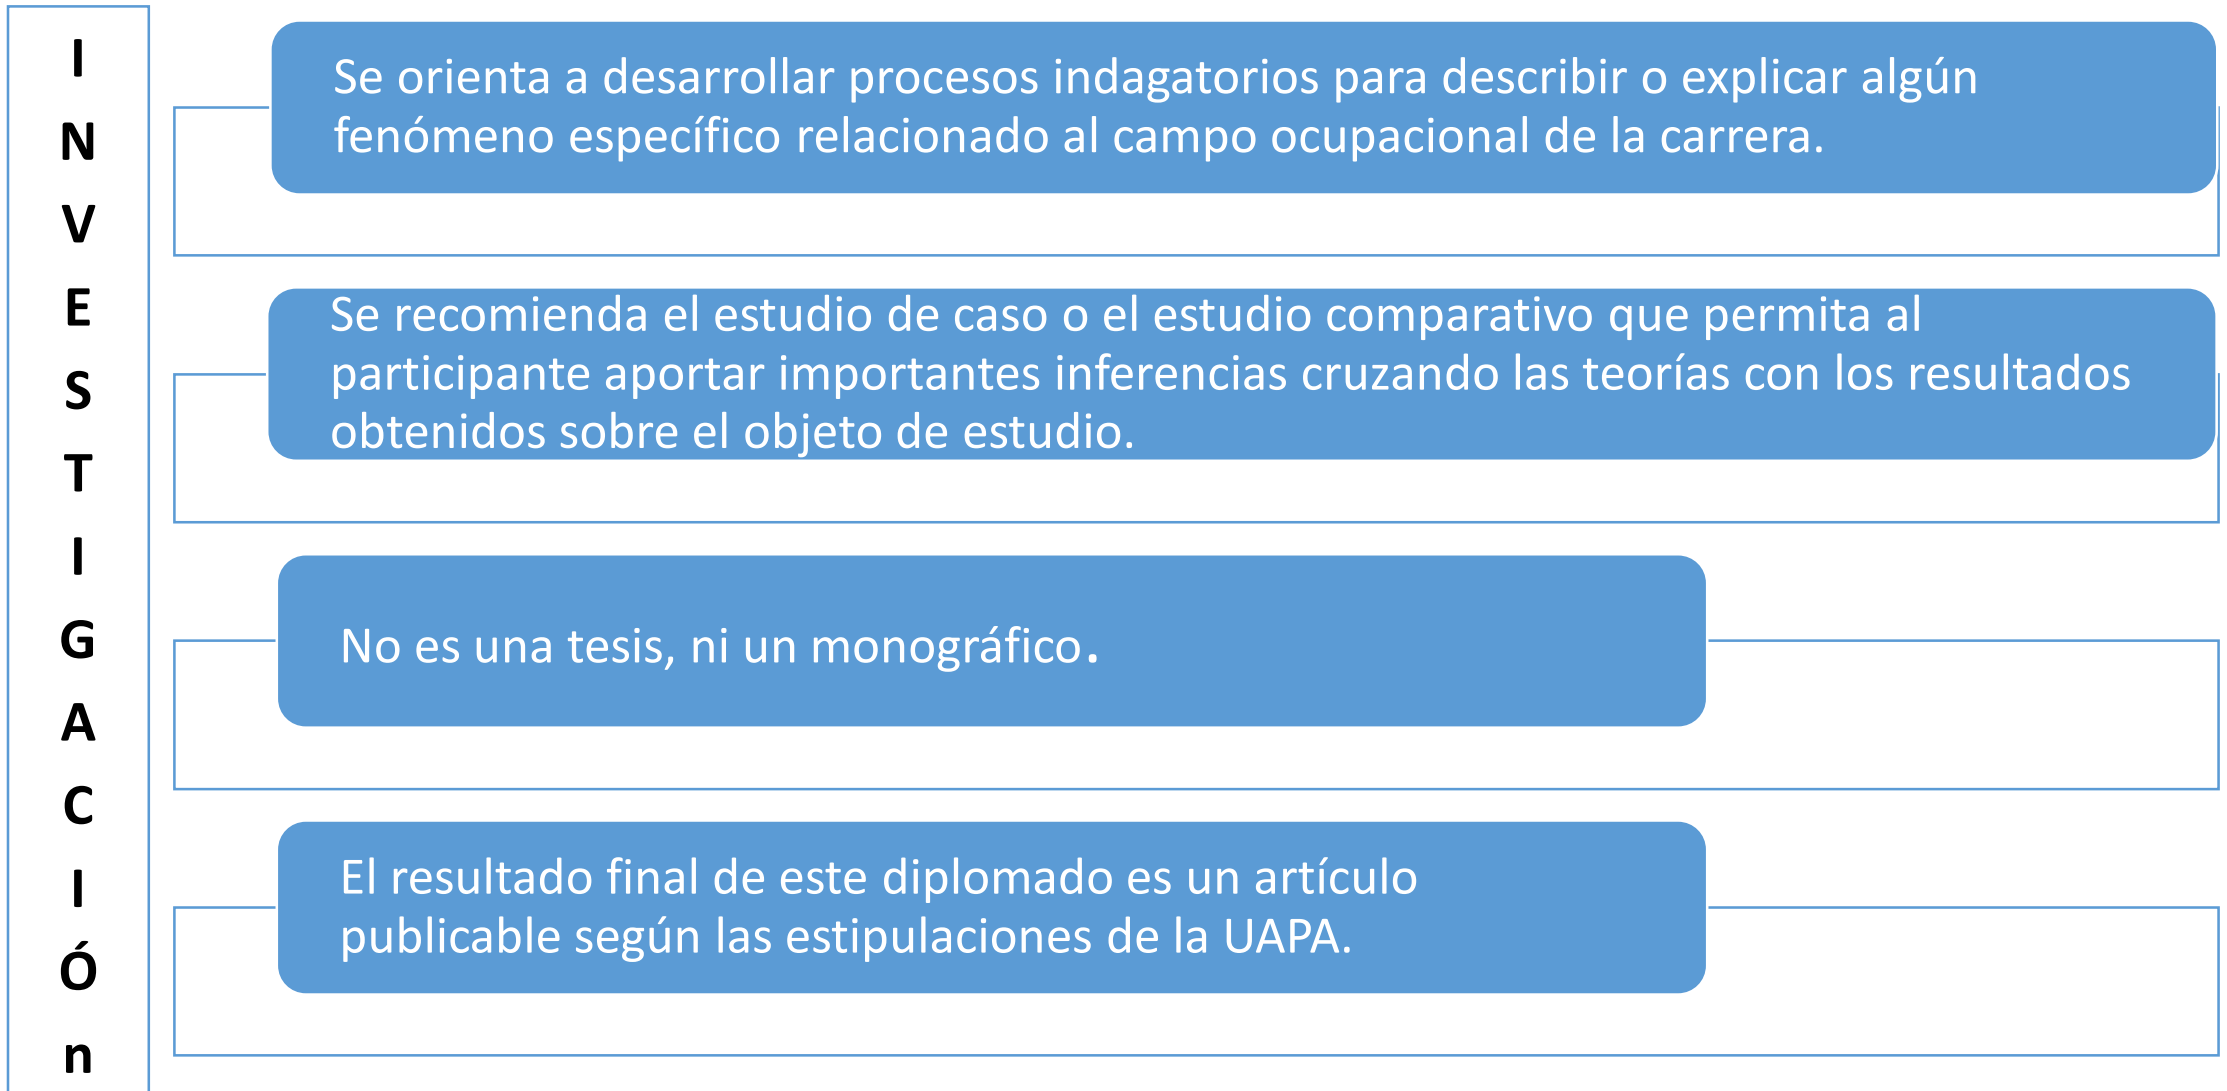 I
N
V
E
S
T
I
G
A
C
I
Ó
n
Se orienta a desarrollar procesos indagatorios para describir o explicar algún
fenómeno específico relacionado al campo ocupacional de la carrera.
Se recomienda el estudio de caso o el estudio comparativo que permita al
participante aportar importantes inferencias cruzando las teorías con los resultados
obtenidos sobre el objeto de estudio.
No es una tesis, ni un monográfico.
El resultado final de este diplomado es un artículo
publicable según las estipulaciones de la UAPA.